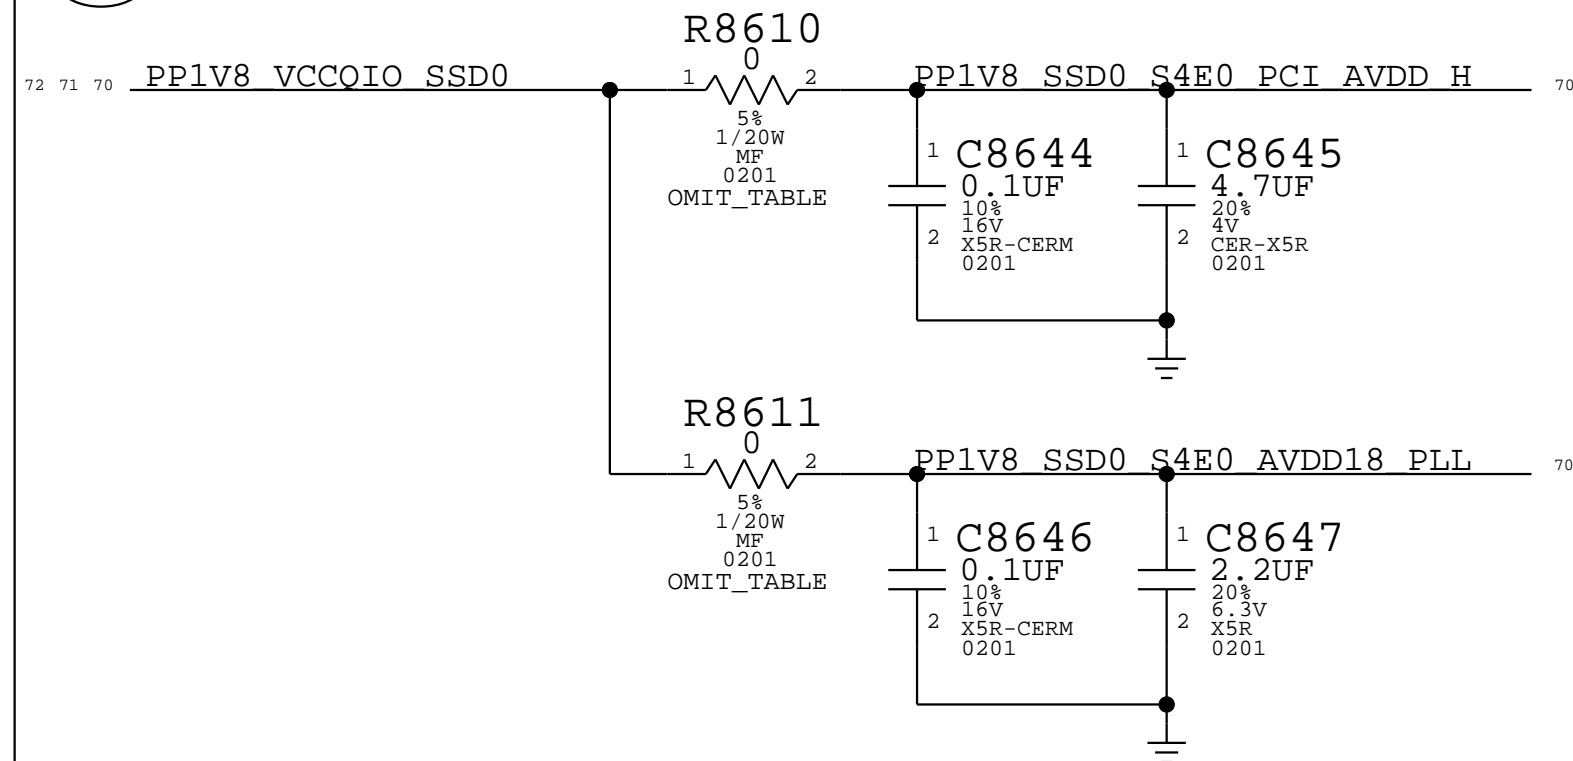 R8610
0
72 71 70 PP1V8_VCCQIO_SSD0 1 2 PP1V8_SSD0_S4E0_PCI_AVDD_H 70
5%
1/20W
MF
0201
OMIT_TABLE
1 C8644
0.1UF
10%
16V
2 X5R-CERM
0201
1 C8645
4.7UF
20%
4V
2 CER-X5R
0201
R8611
0
1 2 PP1V8_SSD0_S4E0_AVDD18_PLL 70
5%
1/20W
MF
0201
OMIT_TABLE
1 C8646
0.1UF
10%
16V
2 X5R-CERM
0201
1 C8647
2.2UF
20%
6.3V
2 X5R
0201